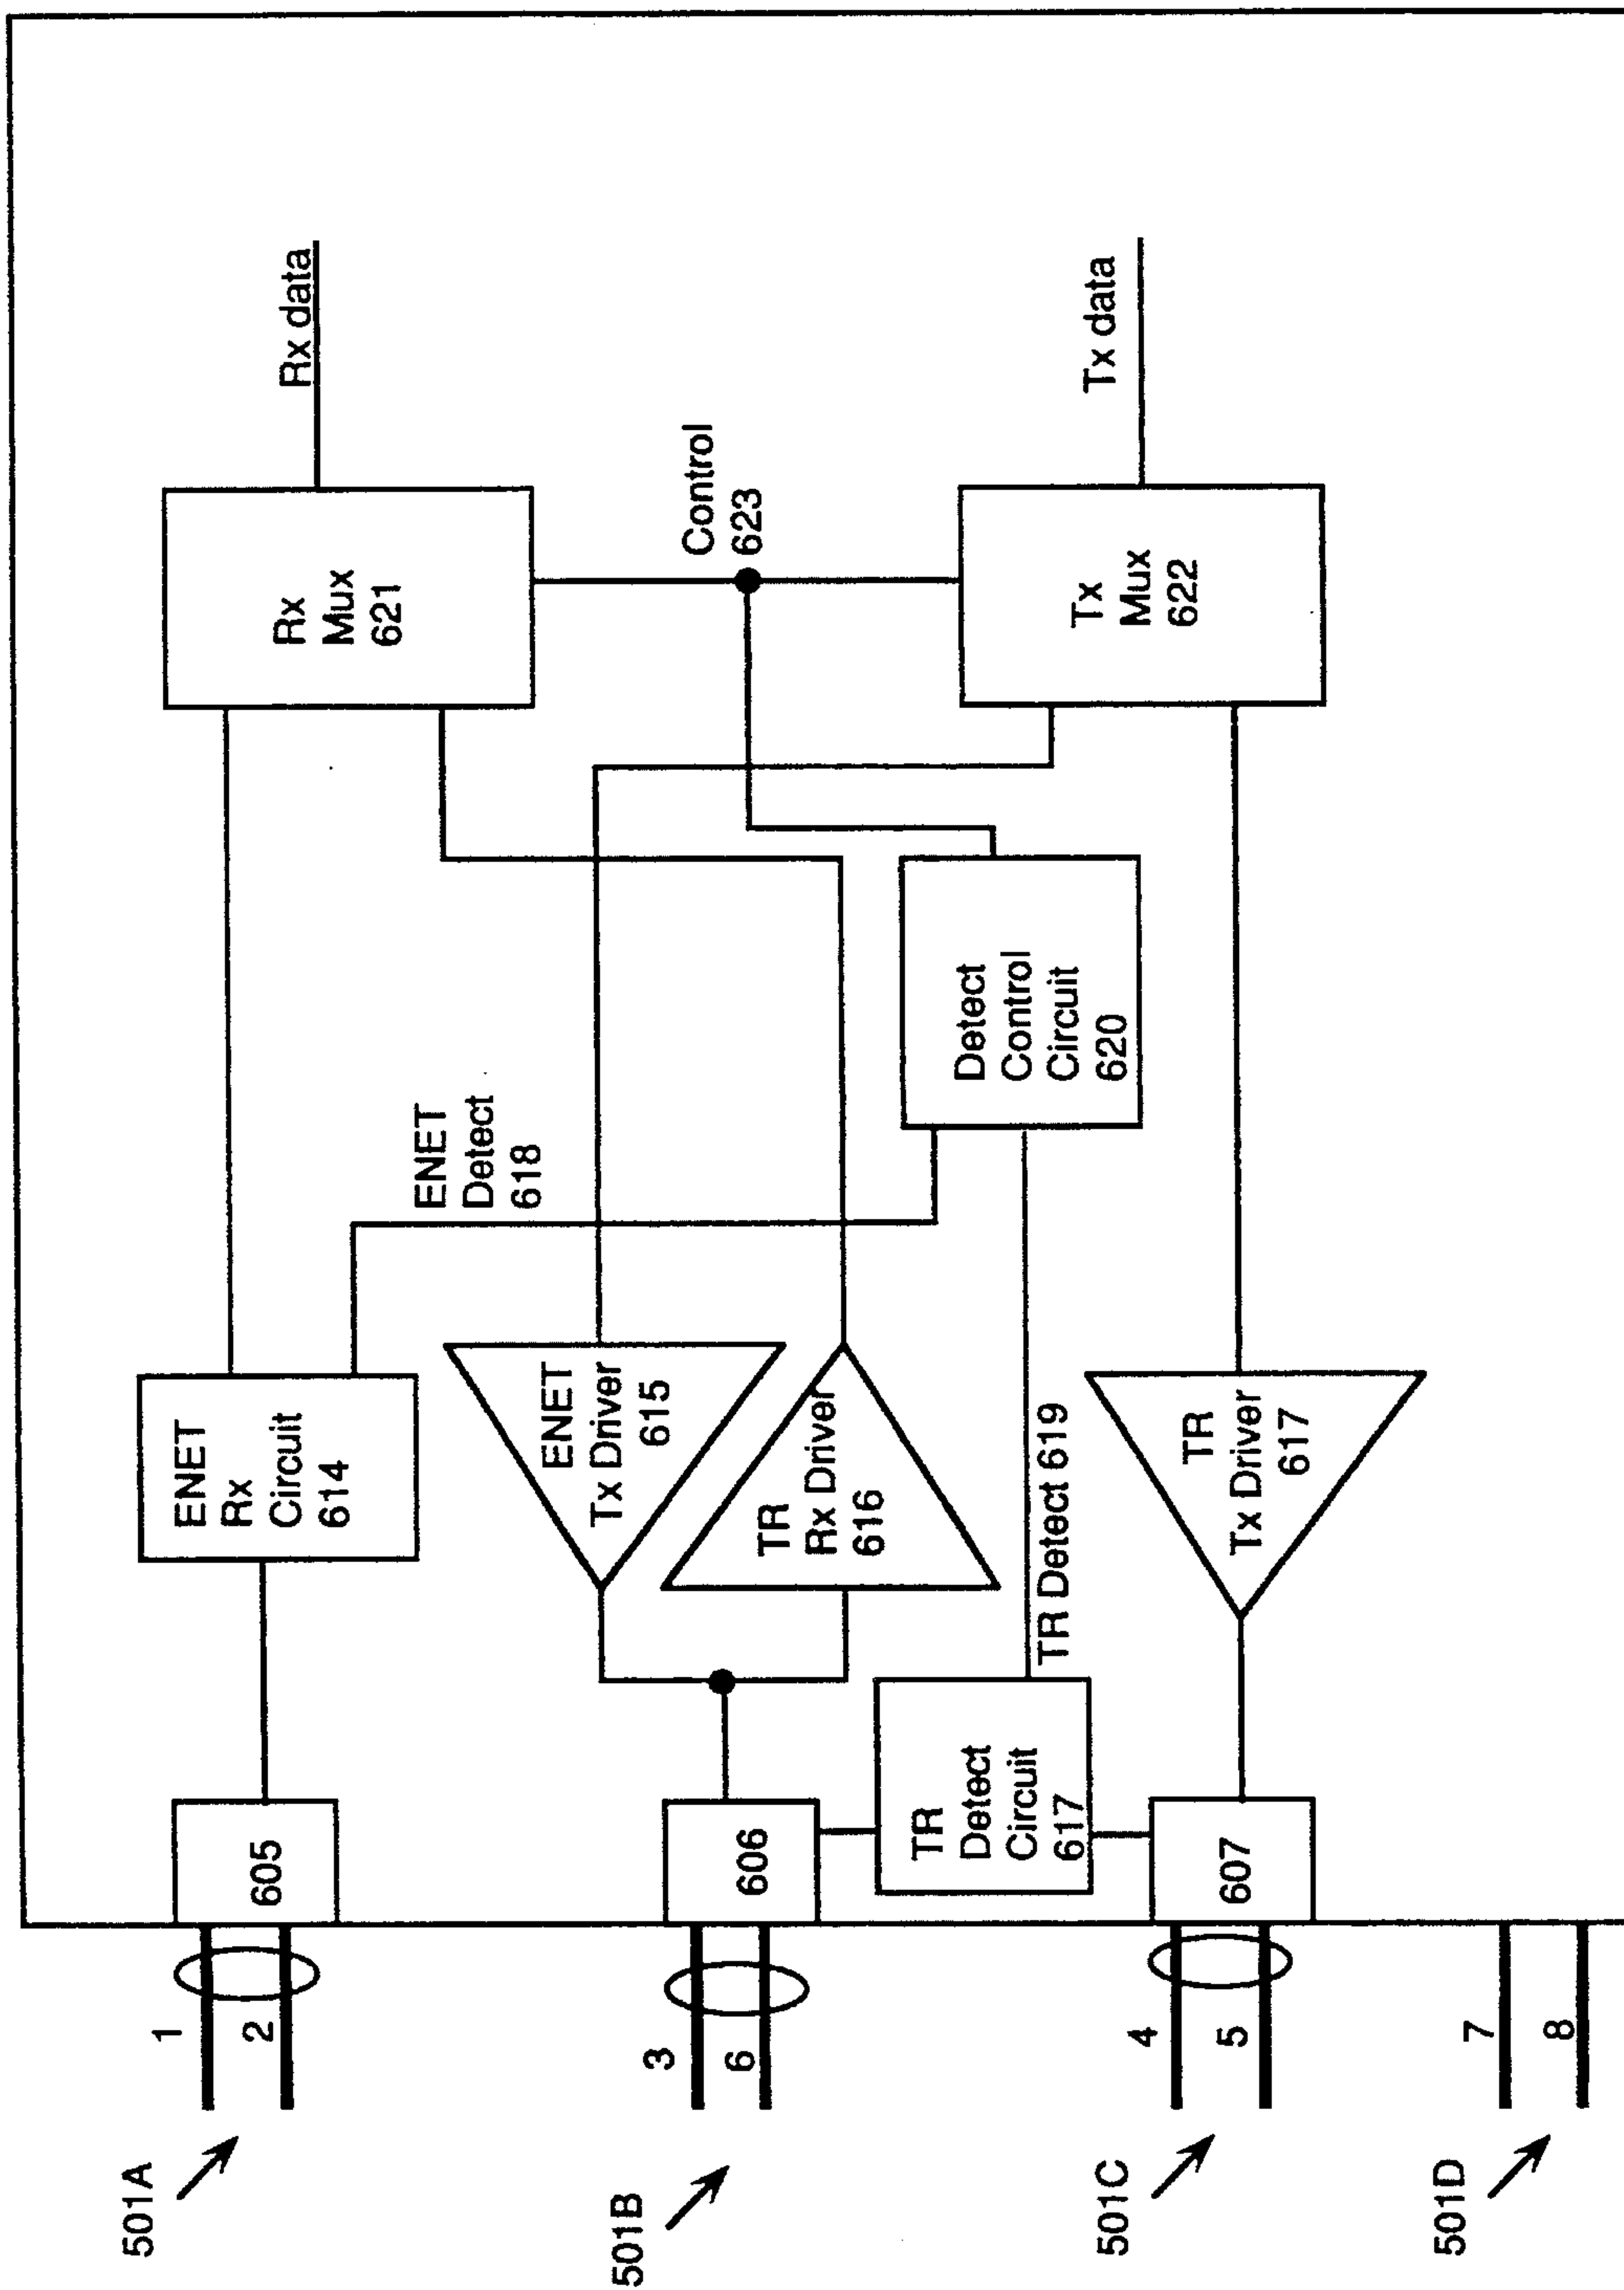 501A
1
2
605
ENET
Rx
Circuit
614
Rx
Mux
621
Rx data
ENET
Detect
618
501B
3
6
606
ENET
Tx Driver
615
TR
Rx Driver
616
Control
623
TR
Detect
Circuit
617
TR Detect 619
Detect
Control
Circuit
620
501C
4
5
607
TR
Tx Driver
617
Tx
Mux
622
Tx data
501D
7
8